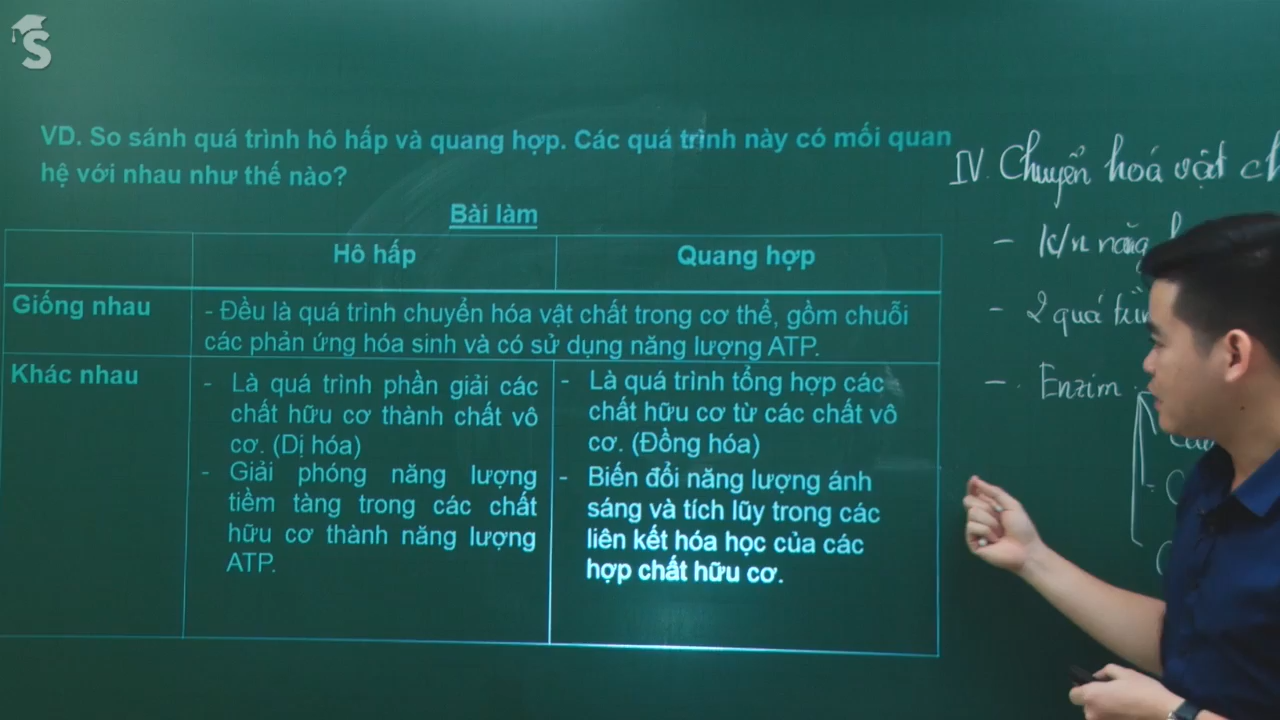 S
VD. So sánh quá trình hô hấp và quang hợp. Các quá trình này có mối quan
hệ với nhau như thế nào?
Bài làm
Hô hấp
Quang hợp
Giống nhau
- Đều là quá trình chuyển hóa vật chất trong cơ thể, gồm chuỗi
các phản ứng hóa sinh và có sử dụng năng lượng ATP.
Khác nhau
- Là quá trình phần giải các
chất hữu cơ thành chất vô
cơ. (Dị hóa)
- Giải phóng năng lượng
tiềm tàng trong các chất
hữu cơ thành năng lượng
ATP.
- Là quá trình tổng hợp các
chất hữu cơ từ các chất vô
cơ. (Đồng hóa)
- Biến đổi năng lượng ánh
sáng và tích lũy trong các
liên kết hóa học của các
hợp chất hữu cơ.
IV. Chuyển hoá vật
- K/n năng
- 2 quá
- Enzim